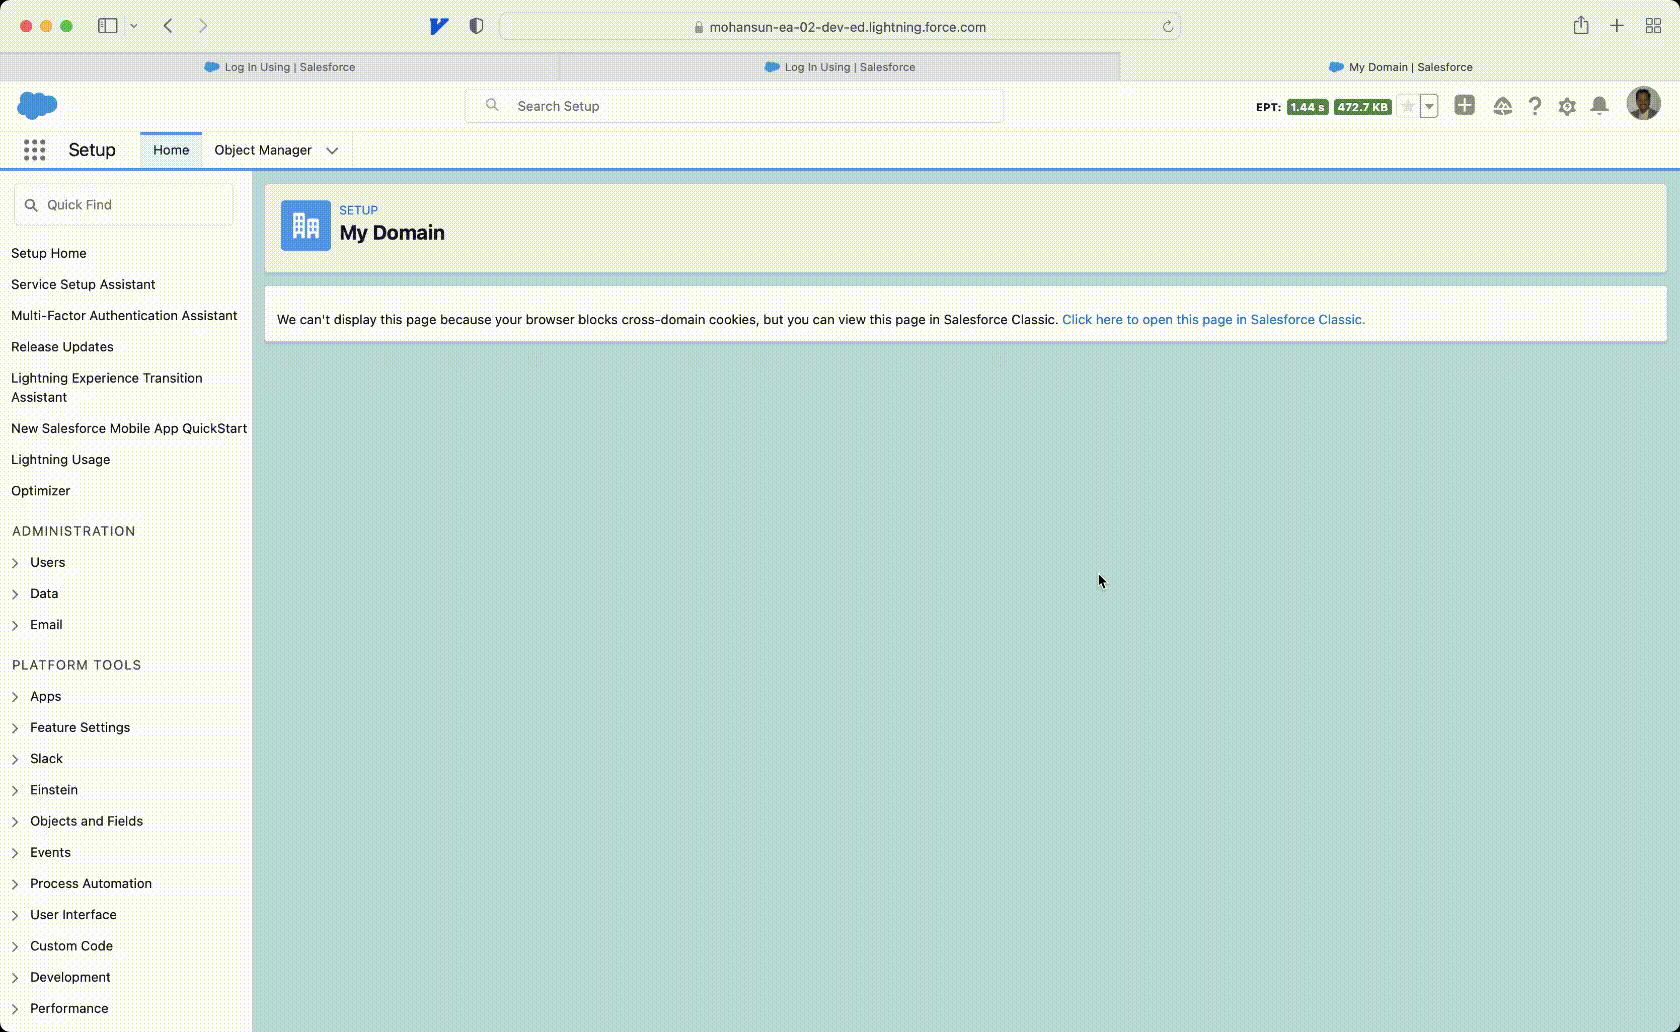 mohansun-ea-02-dev-ed.lightning.force.com
Log In Using | Salesforce
Log In Using | Salesforce
My Domain | Salesforce
Search Setup
EPT: 1.44 s 472.7 KB
Setup
Home
Object Manager
Quick Find
Setup Home
Service Setup Assistant
Multi-Factor Authentication Assistant
Release Updates
Lightning Experience Transition
Assistant
New Salesforce Mobile App QuickStart
Lightning Usage
Optimizer
ADMINISTRATION
Users
Data
Email
PLATFORM TOOLS
Apps
Feature Settings
Slack
Einstein
Objects and Fields
Events
Process Automation
User Interface
Custom Code
Development
Performance
SETUP
My Domain
We can't display this page because your browser blocks cross-domain cookies, but you can view this page in Salesforce Classic. Click here to open this page in Salesforce Classic.